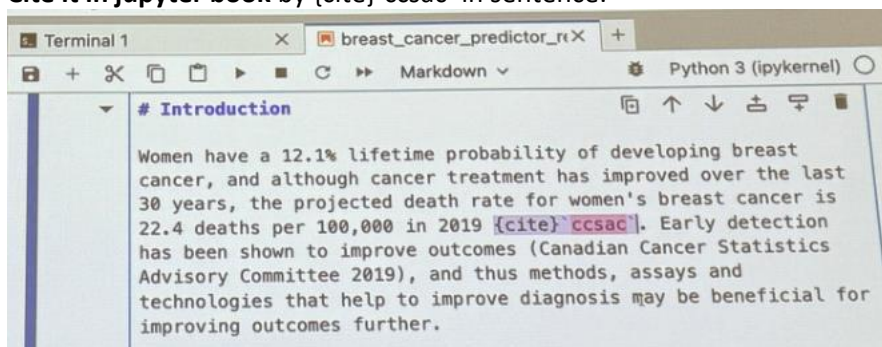 Cite it in jupyter book by {cite}`ccsac` in sentence.
Terminal 1
breast_cancer_predictor_re
Markdown
Python 3 (ipykernel)
# Introduction
Women have a 12.1% lifetime probability of developing breast
cancer, and although cancer treatment has improved over the last
30 years, the projected death rate for women's breast cancer is
22.4 deaths per 100,000 in 2019 {cite}`ccsac`. Early detection
has been shown to improve outcomes (Canadian Cancer Statistics
Advisory Committee 2019), and thus methods, assays and
technologies that help to improve diagnosis may be beneficial for
improving outcomes further.